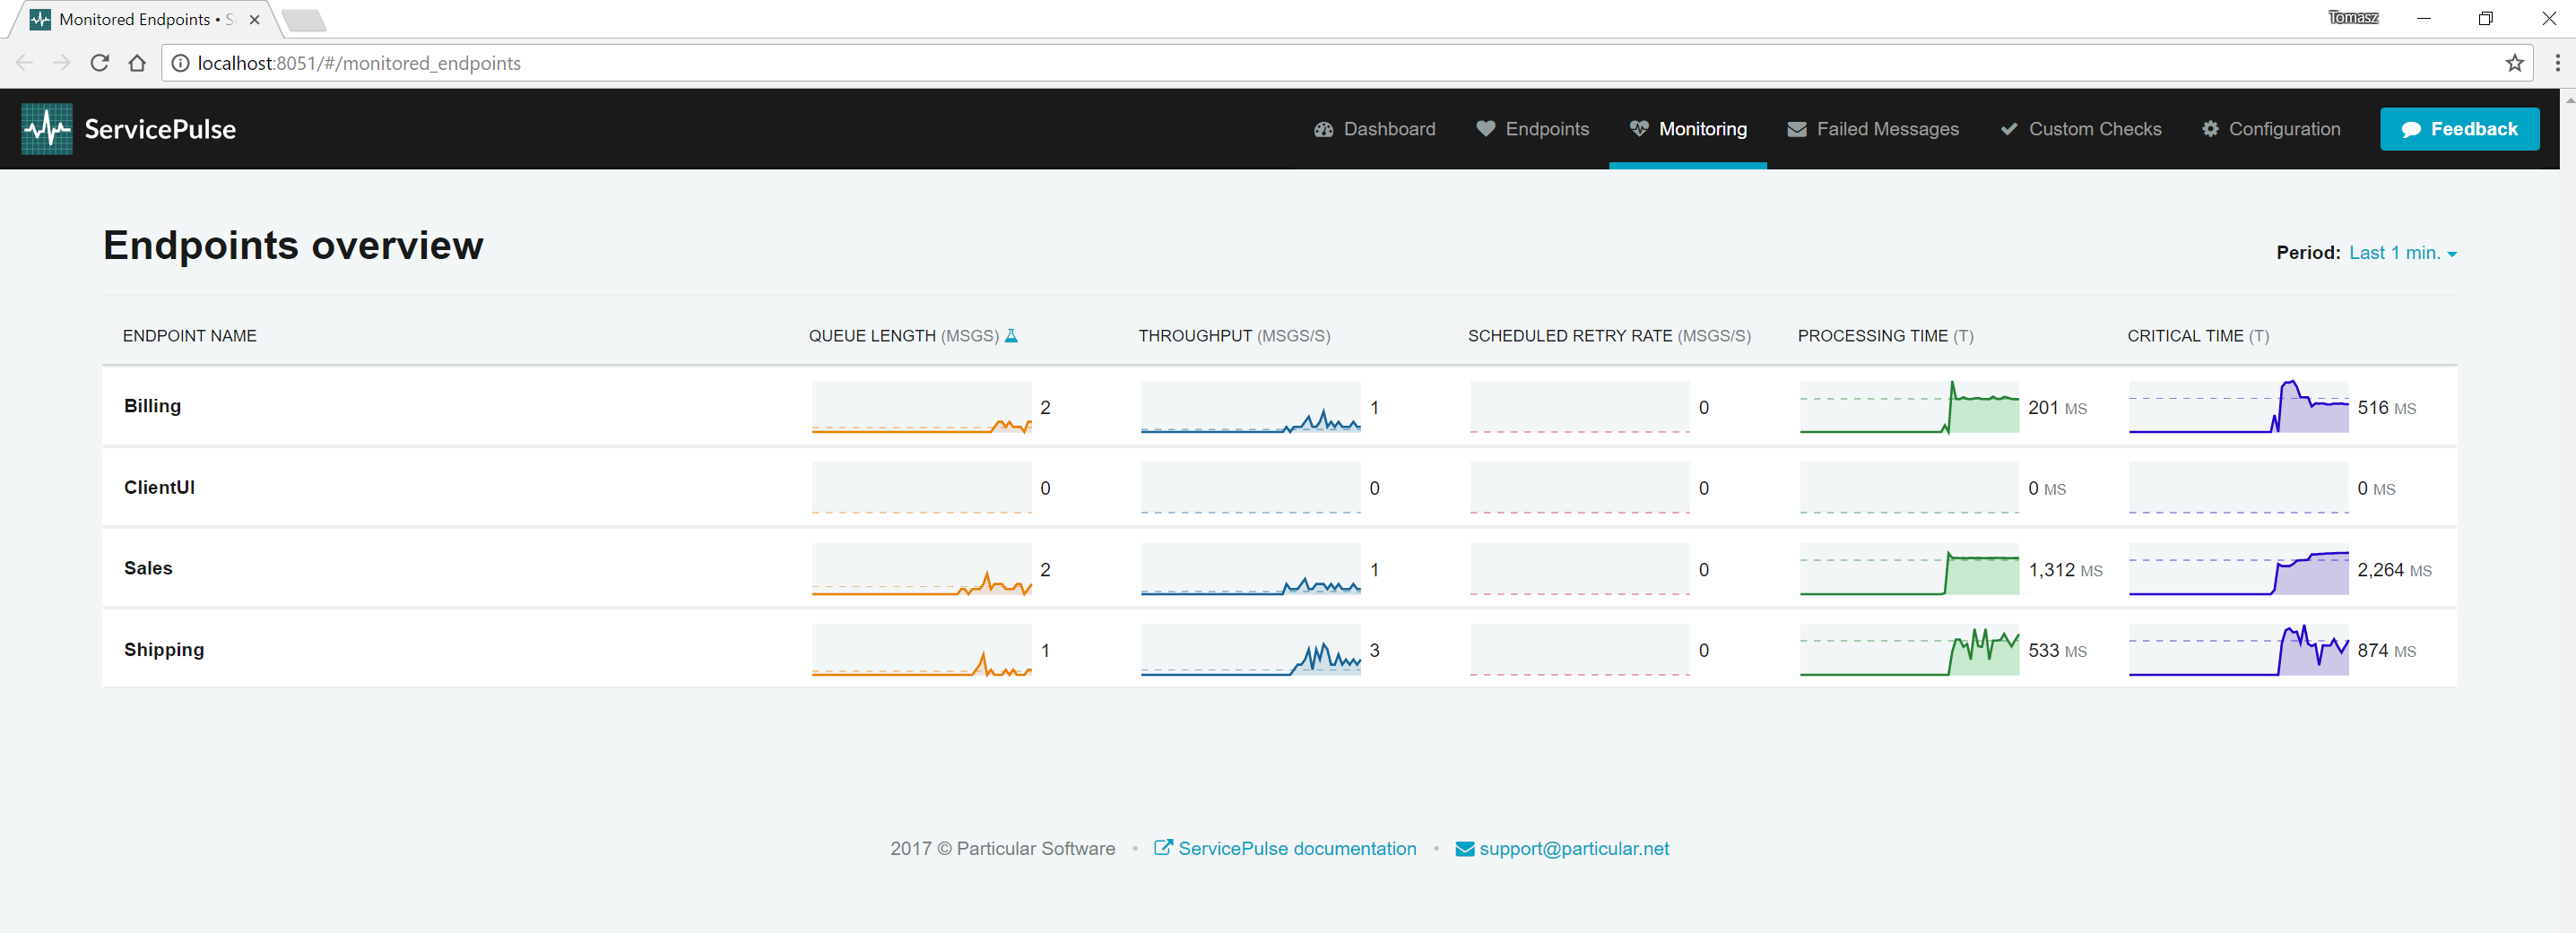 Monitored Endpoints • S
Tomasz
localhost:8051/#/monitored_endpoints
ServicePulse
Dashboard Endpoints Monitoring Failed Messages Custom Checks Configuration Feedback
Endpoints overview
Period: Last 1 min.
ENDPOINT NAME QUEUE LENGTH (MSGS) THROUGHPUT (MSGS/S) SCHEDULED RETRY RATE (MSGS/S) PROCESSING TIME (T) CRITICAL TIME (T)
Billing 2 1 0 201 MS 516 MS
ClientUI 0 0 0 0 MS 0 MS
Sales 2 1 0 1,312 MS 2,264 MS
Shipping 1 3 0 533 MS 874 MS
2017 © Particular Software • ServicePulse documentation • support@particular.net